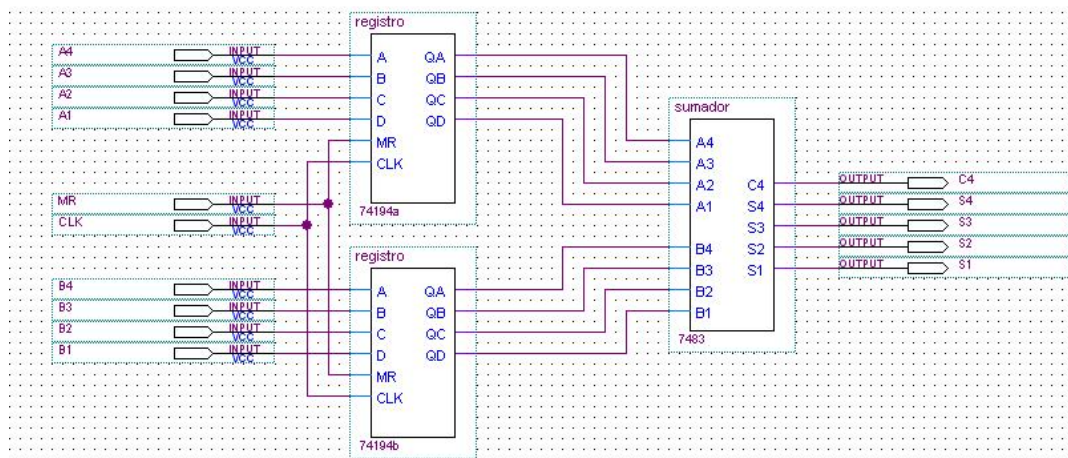 registro
A4 INPUT
VCC
A3 INPUT
VCC
A2 INPUT
VCC
A1 INPUT
VCC
A QA
B QB
C QC
D QD
MR
CLK
74194a
MR INPUT
VCC
CLK INPUT
VCC
registro
B4 INPUT
VCC
B3 INPUT
VCC
B2 INPUT
VCC
B1 INPUT
VCC
A QA
B QB
C QC
D QD
MR
CLK
74194b
sumador
A4
A3
A2 C4
A1 S4
S3
B4 S2
B3 S1
B2
B1
7483
OUTPUT C4
OUTPUT S4
OUTPUT S3
OUTPUT S2
OUTPUT S1